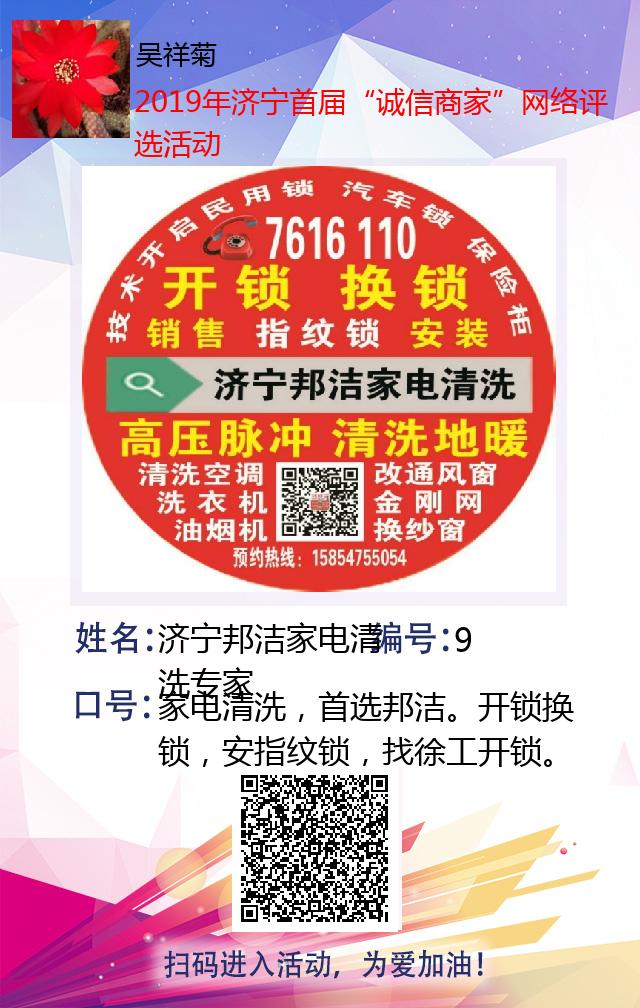 吴祥菊
2019年济宁首届“诚信商家”网络评
选活动
技术开启民用锁 汽车锁 保险柜
7616 110
开锁 换锁
销售 指纹锁 安装
济宁邦洁家电清洗
高压脉冲 清洗地暖
清洗空调 改通风窗
洗衣机 金刚网
油烟机 换纱窗
预约热线：15854755054
姓名：济宁邦洁家电清 编号：9
洗专家
口号：家电清洗，首选邦洁。开锁换
锁，安指纹锁，找徐工开锁。
扫码进入活动，为爱加油！